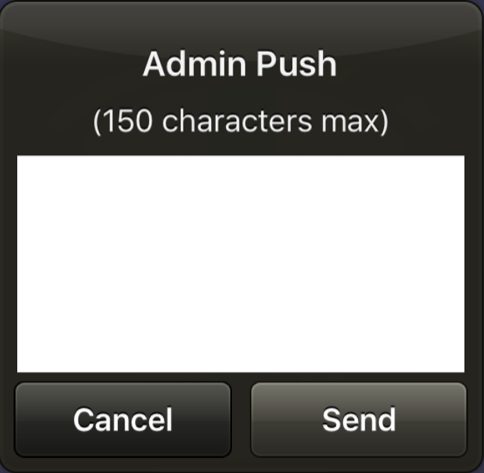 Admin Push
(150 characters max)
Cancel
Send